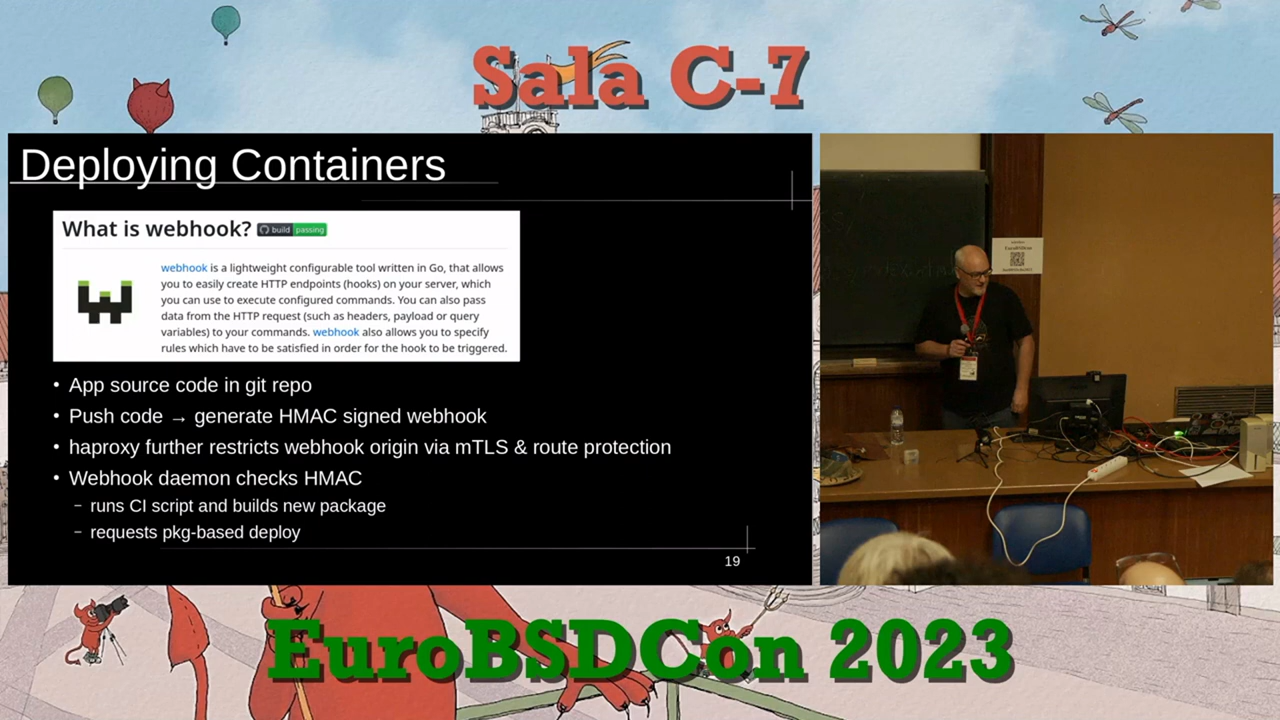 Sala C-7
Deploying Containers
What is webhook? build passing
webhook is a lightweight configurable tool written in Go, that allows
you to easily create HTTP endpoints (hooks) on your server, which
you can use to execute configured commands. You can also pass
data from the HTTP request (such as headers, payload or query
variables) to your commands. webhook also allows you to specify
rules which have to be satisfied in order for the hook to be triggered.
• App source code in git repo
• Push code → generate HMAC signed webhook
• haproxy further restricts webhook origin via mTLS & route protection
• Webhook daemon checks HMAC
– runs CI script and builds new package
– requests pkg-based deploy
19
EuroBSDCon 2023